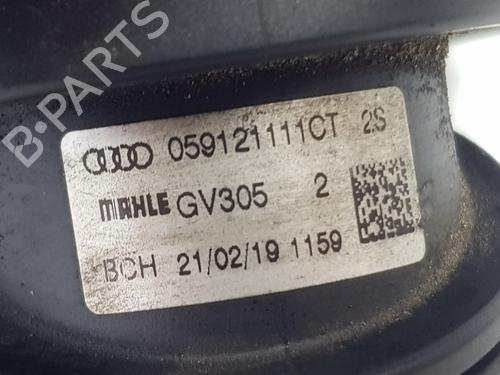 B-Parts
059121111CT 2S
MAHLE GV305 2
BCH 21/02/19 1159